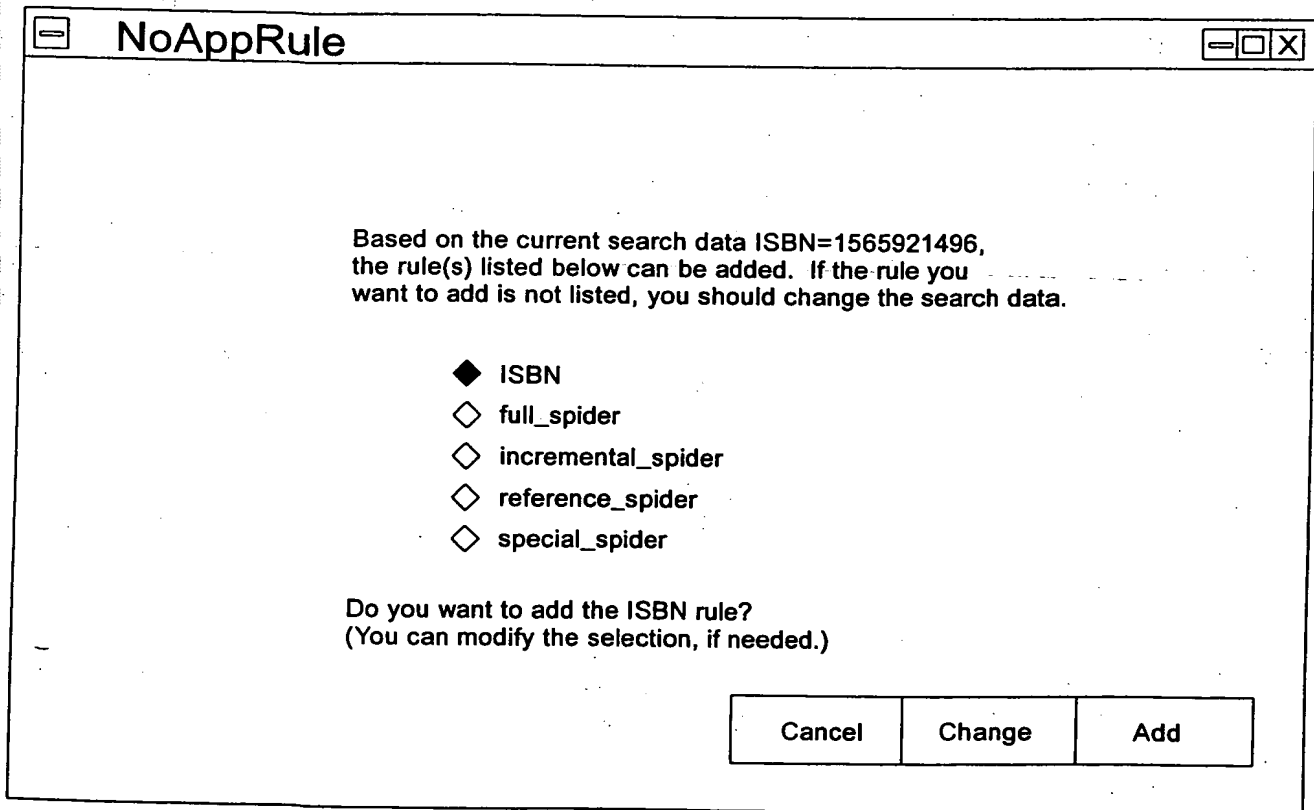 NoAppRule
Based on the current search data ISBN=1565921496,
the rule(s) listed below can be added. If the rule you
want to add is not listed, you should change the search data.
ISBN
full_spider
incremental_spider
reference_spider
special_spider
Do you want to add the ISBN rule?
(You can modify the selection, if needed.)
Cancel Change Add